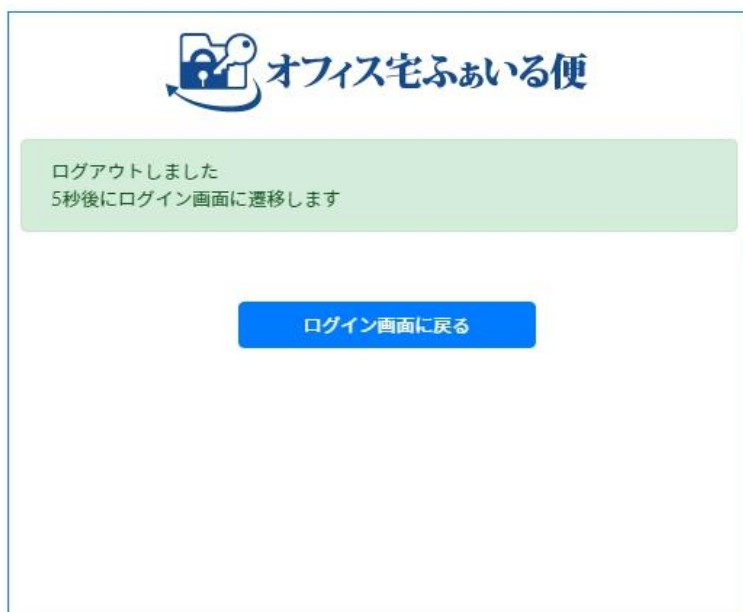 オフィス宅ふぁいる便
ログアウトしました
5秒後にログイン画面に遷移します
ログイン画面に戻る